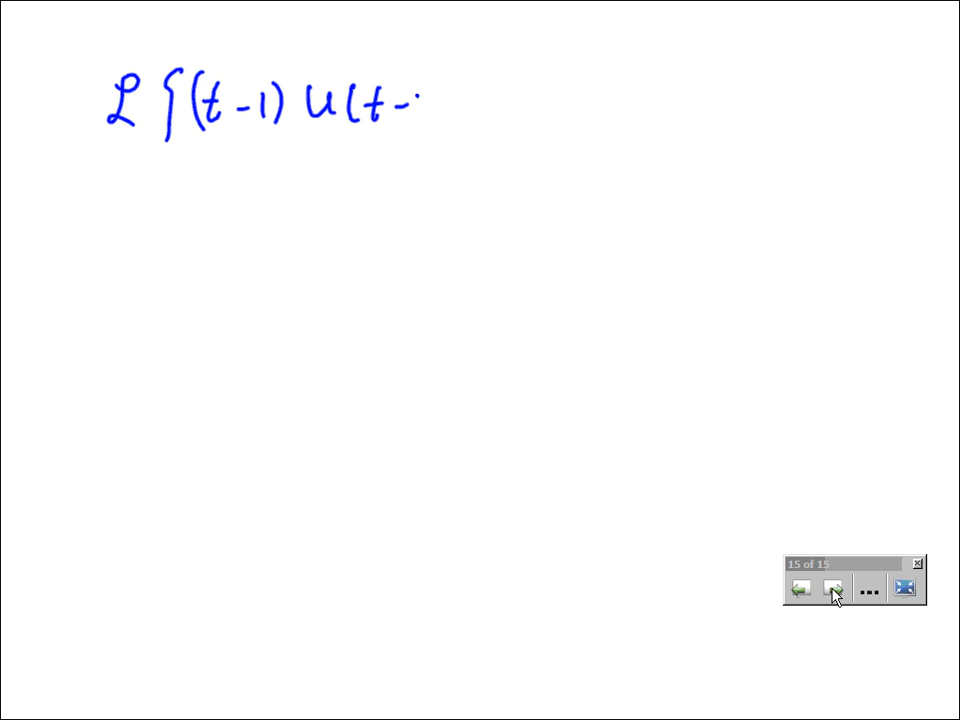 ℒ {(t-1) u(t-
15 of 15